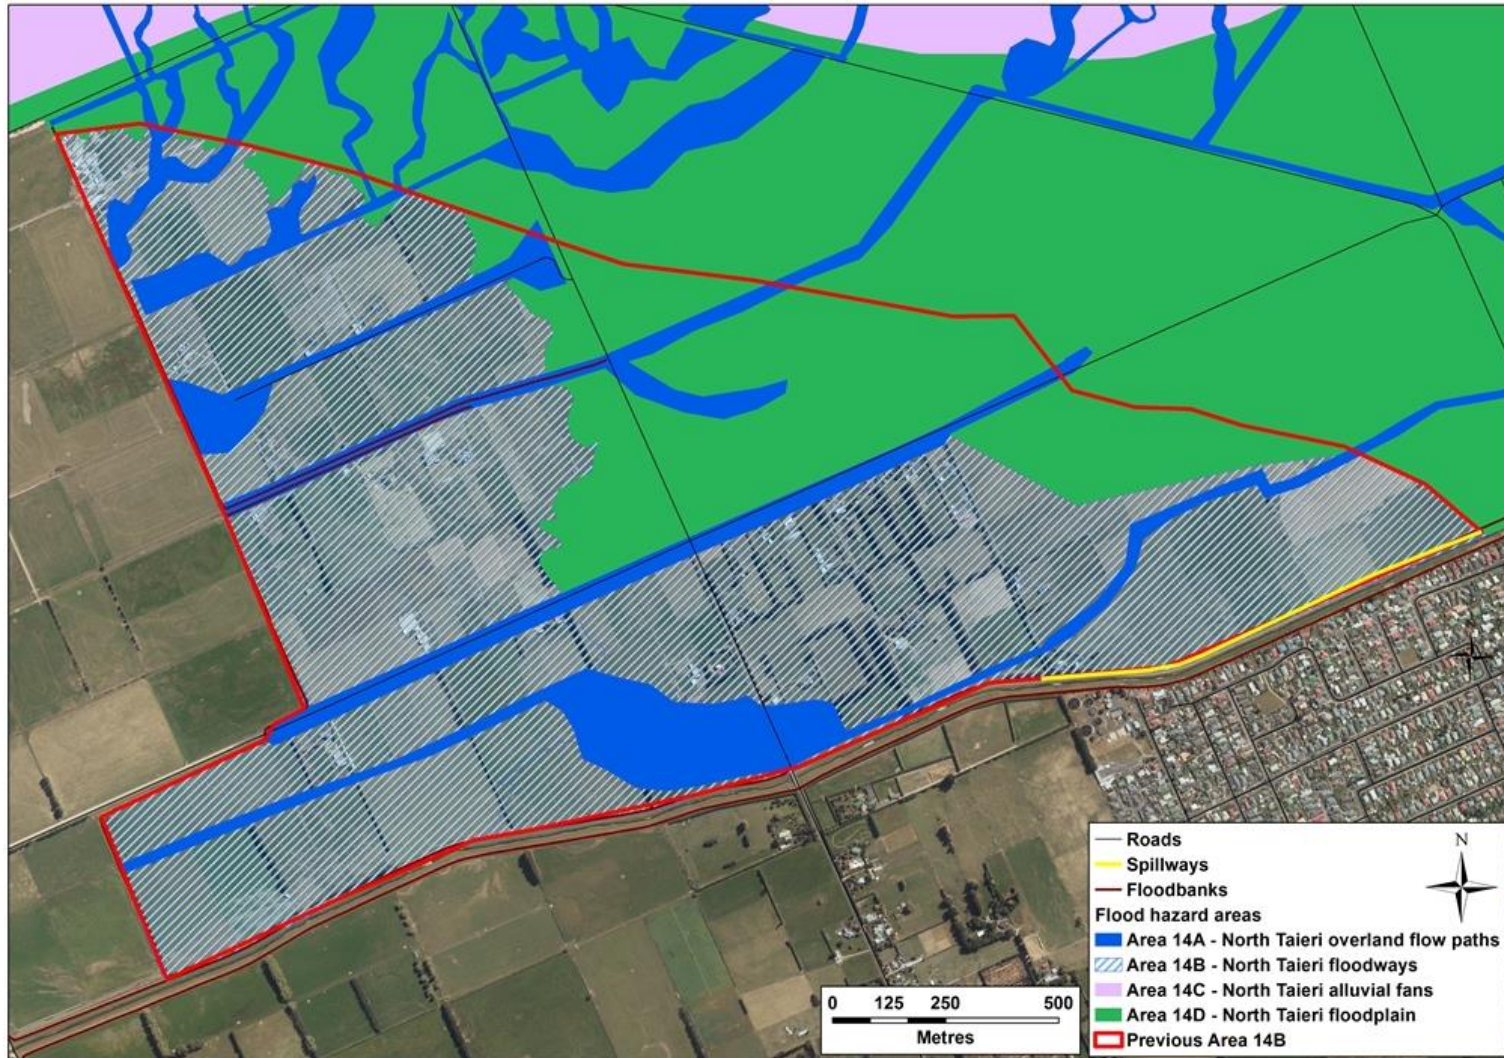 Roads
N
Spillways
Floodbanks
Flood hazard areas
Area 14A - North Taieri overland flow paths
Area 14B - North Taieri floodways
Area 14C - North Taieri alluvial fans
Area 14D - North Taieri floodplain
Previous Area 14B
0 125 250 500
Metres